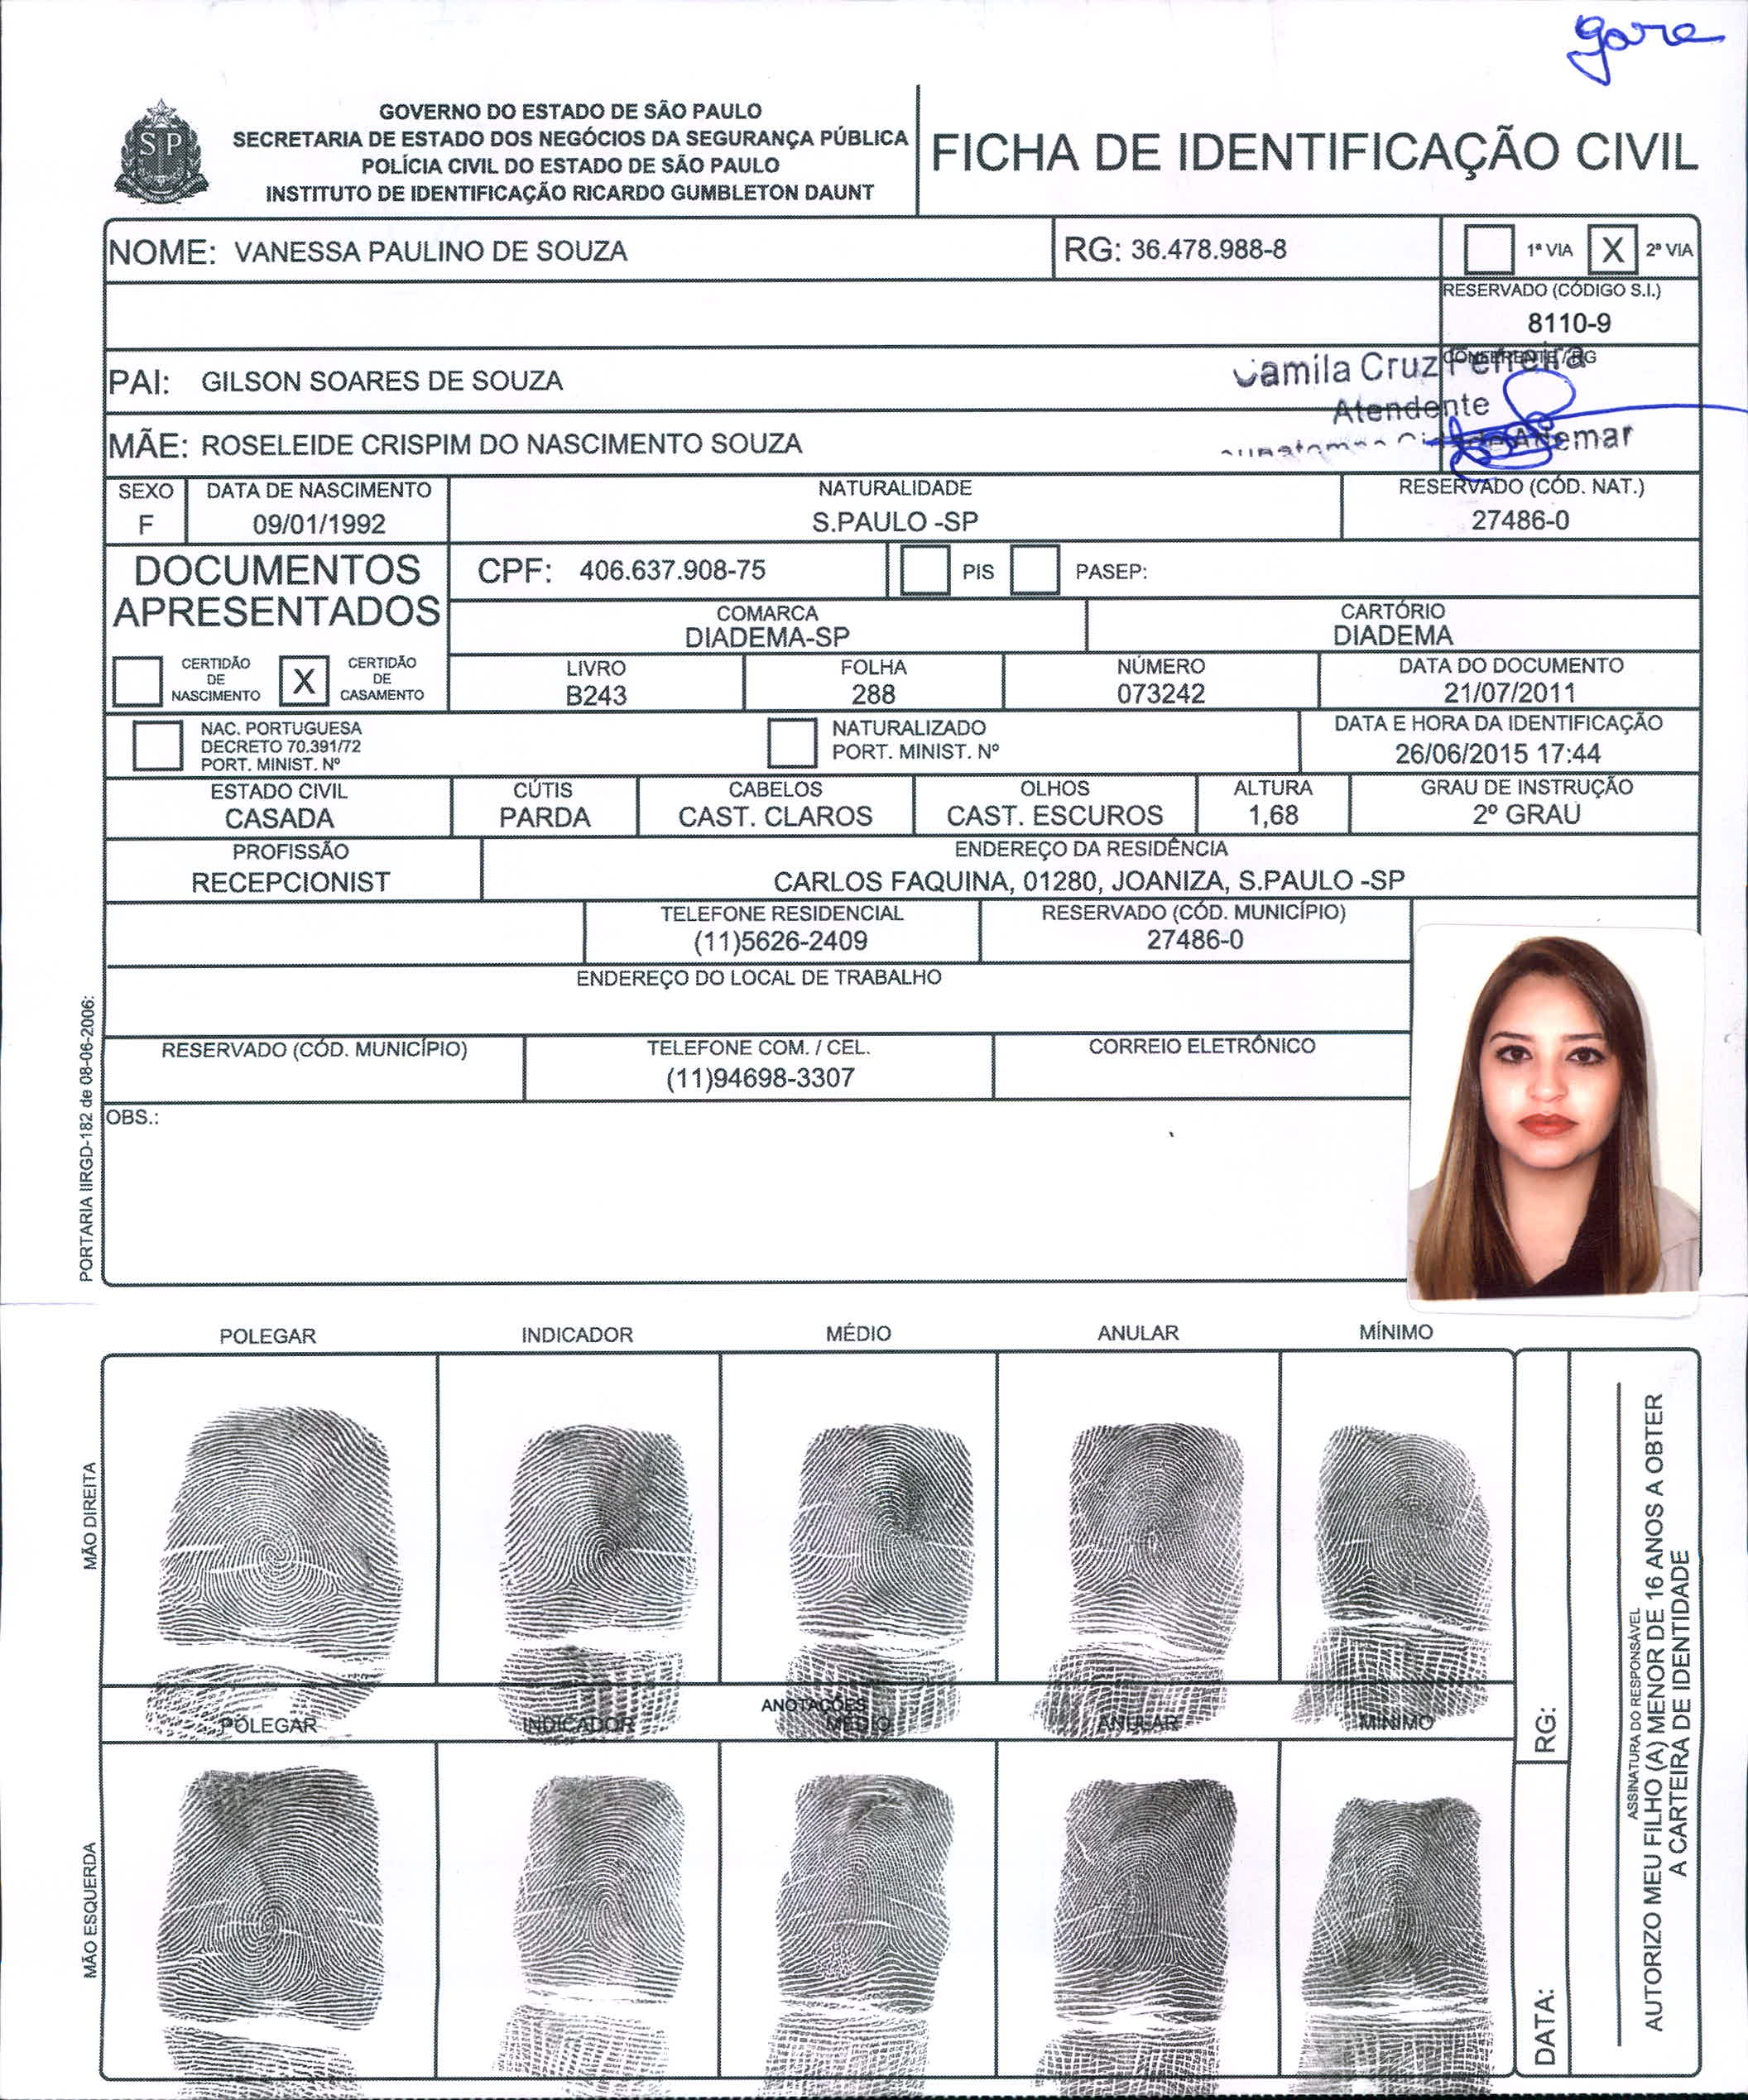 gare
GOVERNO DO ESTADO DE SÃO PAULO
SECRETARIA DE ESTADO DOS NEGÓCIOS DA SEGURANÇA PÚBLICA
POLÍCIA CIVIL DO ESTADO DE SÃO PAULO
INSTITUTO DE IDENTIFICAÇÃO RICARDO GUMBLETON DAUNT
SP
FICHA DE IDENTIFICAÇÃO CIVIL
NOME: VANESSA PAULINO DE SOUZA
RG: 36.478.988-8
1ª VIA X 2ª VIA
RESERVADO (CÓDIGO S.I.)
8110-9
PAI: GILSON SOARES DE SOUZA
CONFERENTE / RG
Camila Cruz Ferreira
Atendente
Ademar
MÃE: ROSELEIDE CRISPIM DO NASCIMENTO SOUZA
SEXO
F
DATA DE NASCIMENTO
09/01/1992
NATURALIDADE
S.PAULO -SP
RESERVADO (CÓD. NAT.)
27486-0
DOCUMENTOS
APRESENTADOS
CPF: 406.637.908-75
PIS
PASEP:
COMARCA
DIADEMA-SP
CARTÓRIO
DIADEMA
CERTIDÃO
DE
NASCIMENTO
X
CERTIDÃO
DE
CASAMENTO
LIVRO
B243
FOLHA
288
NÚMERO
073242
DATA DO DOCUMENTO
21/07/2011
NAC. PORTUGUESA
DECRETO 70.391/72
PORT. MINIST. Nº
NATURALIZADO
PORT. MINIST. Nº
DATA E HORA DA IDENTIFICAÇÃO
26/06/2015 17:44
ESTADO CIVIL
CASADA
CÚTIS
PARDA
CABELOS
CAST. CLAROS
OLHOS
CAST. ESCUROS
ALTURA
1,68
GRAU DE INSTRUÇÃO
2º GRAU
PROFISSÃO
RECEPCIONIST
ENDEREÇO DA RESIDÊNCIA
CARLOS FAQUINA, 01280, JOANIZA, S.PAULO -SP
TELEFONE RESIDENCIAL
(11)5626-2409
RESERVADO (CÓD. MUNICÍPIO)
27486-0
ENDEREÇO DO LOCAL DE TRABALHO
RESERVADO (CÓD. MUNICÍPIO)
TELEFONE COM. / CEL.
(11)94698-3307
CORREIO ELETRÔNICO
OBS.:
PORTARIA IIRGD-182 de 08-06-2006:
POLEGAR INDICADOR MÉDIO ANULAR MÍNIMO
MÃO DIREITA
ANOTAÇÕES
POLEGAR INDICADOR MÉDIO ANULAR MÍNIMO
MÃO ESQUERDA
RG:
DATA:
ASSINATURA DO RESPONSÁVEL
AUTORIZO MEU FILHO (A) MENOR DE 16 ANOS A OBTER
A CARTEIRA DE IDENTIDADE